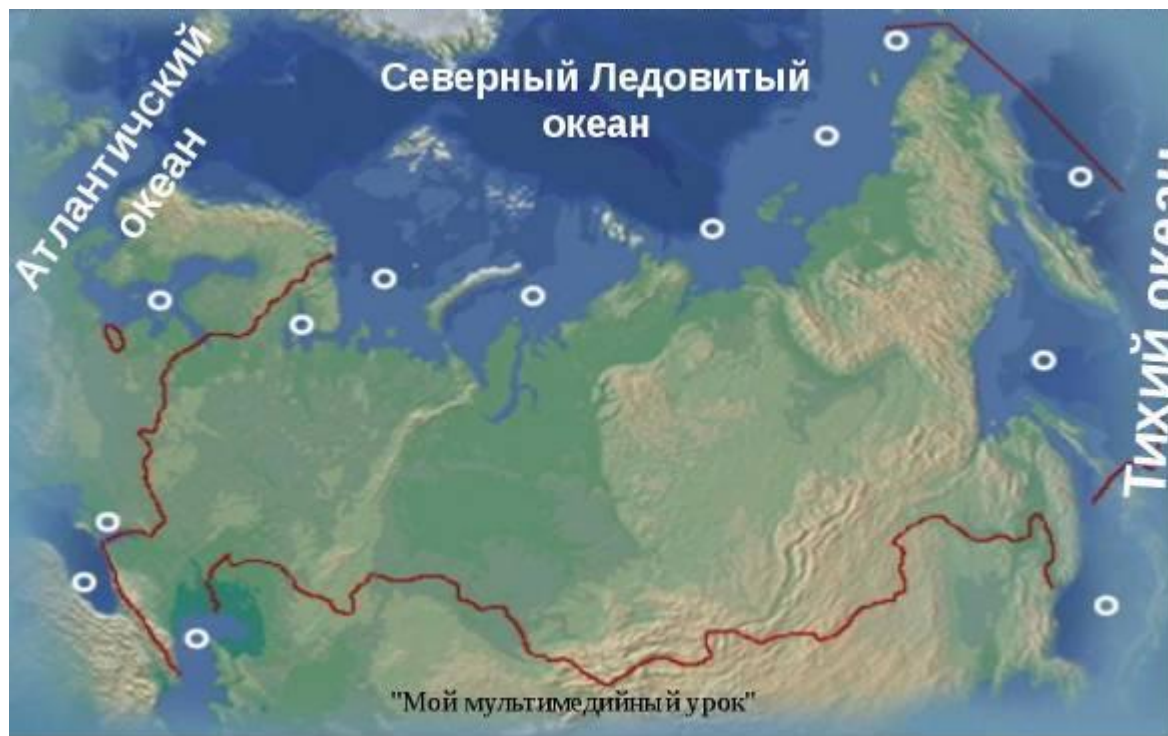 Атлантичский
океан
Северный Ледовитый
океан
Тихий океан
"Мой мультимедийный урок"